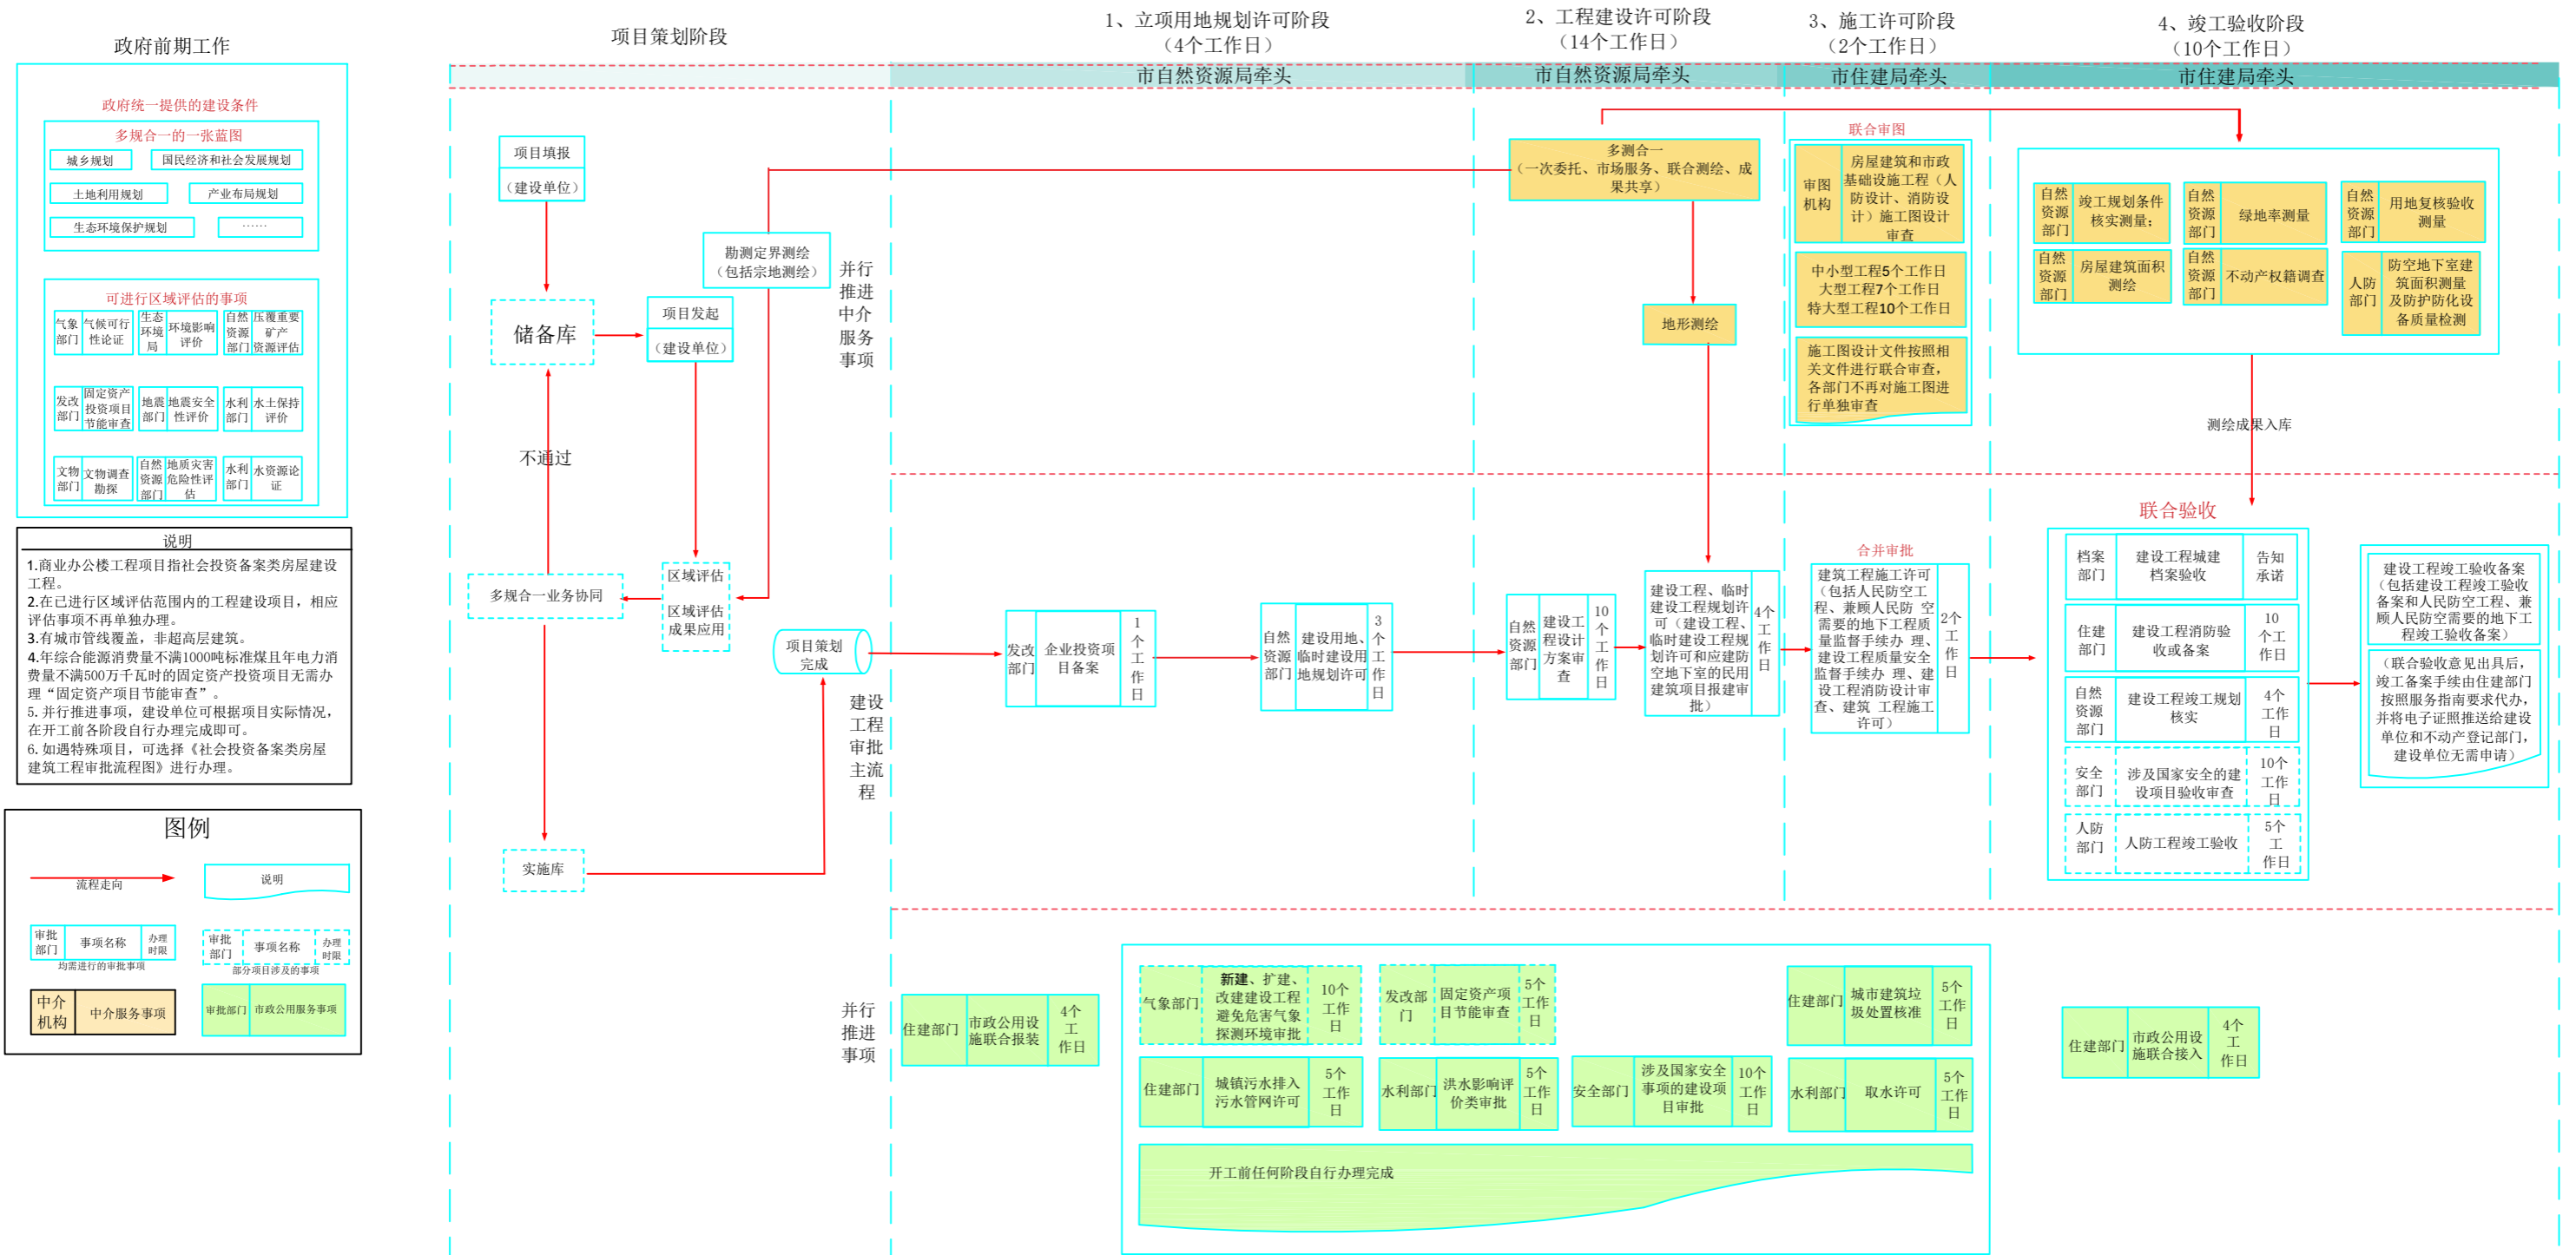 政府前期工作
政府统一提供的建设条件
多规合一的一张蓝图
城乡规划
国民经济和社会发展规划
土地利用规划
产业布局规划
生态环境保护规划
……
可进行区域评估的事项
气象
部门
气候可行
性论证
生态
环境
局
环境影响
评价
自然
资源
部门
压覆重要
矿产
资源评估
发改
部门
固定资产
投资项目
节能审查
地震
部门
地震安全
性评价
水利
部门
水土保持
评价
文物
部门
文物调查
勘探
自然
资源
部门
地质灾害
危险性评
估
水利
部门
水资源论
证
说明
1.商业办公楼工程项目指社会投资备案类房屋建设
工程。
2.在已进行区域评估范围内的工程建设项目，相应
评估事项不再单独办理。
3.有城市管线覆盖，非超高层建筑。
4.年综合能源消费量不满1000吨标准煤且年电力消
费量不满500万千瓦时的固定资产投资项目无需办
理“固定资产项目节能审查”。
5. 并行推进事项，建设单位可根据项目实际情况，
在开工前各阶段自行办理完成即可。
6. 如遇特殊项目，可选择《社会投资备案类房屋
建筑工程审批流程图》进行办理。
图例
流程走向
说明
审批
部门
事项名称
办理
时限
均需进行的审批事项
审批
部门
事项名称
办理
时限
部分项目涉及的事项
中介
机构
中介服务事项
审批部门
市政公用服务事项
项目策划阶段
1、立项用地规划许可阶段
（4个工作日）
2、工程建设许可阶段
（14个工作日）
3、施工许可阶段
（2个工作日）
4、竣工验收阶段
（10个工作日）
市自然资源局牵头
市自然资源局牵头
市住建局牵头
市住建局牵头
项目填报
（建设单位）
储备库
项目发起
（建设单位）
勘测定界测绘
（包括宗地测绘）
不通过
多规合一业务协同
区域评估
区域评估
成果应用
实施库
项目策划
完成
并行
推进
中介
服务
事项
多测合一
（一次委托、市场服务、联合测绘、成
果共享）
地形测绘
联合审图
审图
机构
房屋建筑和市政
基础设施工程（人
防设计、消防设
计）施工图设计
审查
中小型工程5个工作日
大型工程7个工作日
特大型工程10个工作日
施工图设计文件按照相
关文件进行联合审查，
各部门不再对施工图进
行单独审查
自然
资源
部门
竣工规划条件
核实测量；
自然
资源
部门
绿地率测量
自然
资源
部门
用地复核验收
测量
自然
资源
部门
房屋建筑面积
测绘
自然
资源
部门
不动产权籍调查
人防
部门
防空地下室建
筑面积测量
及防护防化设
备质量检测
测绘成果入库
建设
工程
审批
主流
程
发改
部门
企业投资项
目备案
1
个
工
作
日
自然
资源
部门
建设用地、
临时建设用
地规划许可
3
个
工
作
日
自然
资源
部门
建设工
程设计
方案审
查
10
个
工
作
日
建设工程、临时
建设工程规划许
可（建设工程、
临时建设工程规
划许可和应建防
空地下室的民用
建筑项目报建审
批）
4个
工
作
日
合并审批
建筑工程施工许可
（包括人民防空工
程、兼顾人民防 空
需要的地下工程质
量监督手续办 理、
建设工程质量安全
监督手续办 理、建
设工程消防设计审
查、建筑 工程施工
许可）
2个
工
作
日
联合验收
档案
部门
建设工程城建
档案验收
告知
承诺
住建
部门
建设工程消防验
收或备案
10
个工
作日
自然
资源
部门
建设工程竣工规划
核实
4个
工作
日
安全
部门
涉及国家安全的建
设项目验收审查
10个
工作
日
人防
部门
人防工程竣工验收
5个
工
作日
建设工程竣工验收备案
（包括建设工程竣工验收
备案和人民防空工程、兼
顾人民防空需要的地下工
程竣工验收备案）
（联合验收意见出具后，
竣工备案手续由住建部门
按照服务指南要求代办，
并将电子证照推送给建设
单位和不动产登记部门，
建设单位无需申请）
并行
推进
事项
住建部门
市政公用设
施联合报装
4个
工
作日
气象部门
新建、扩建、
改建建设工程
避免危害气象
探测环境审批
10个
工作
日
发改部
门
固定资产项
目节能审查
5个
工作
日
住建部门
城市建筑垃
圾处置核准
5个
工作
日
住建部门
城镇污水排入
污水管网许可
5个
工作
日
水利部门
洪水影响评
价类审批
5个
工作
日
安全部门
涉及国家安全
事项的建设项
目审批
10个
工作
日
水利部门
取水许可
5个
工作
日
开工前任何阶段自行办理完成
住建部门
市政公用设
施联合接入
4个
工
作日